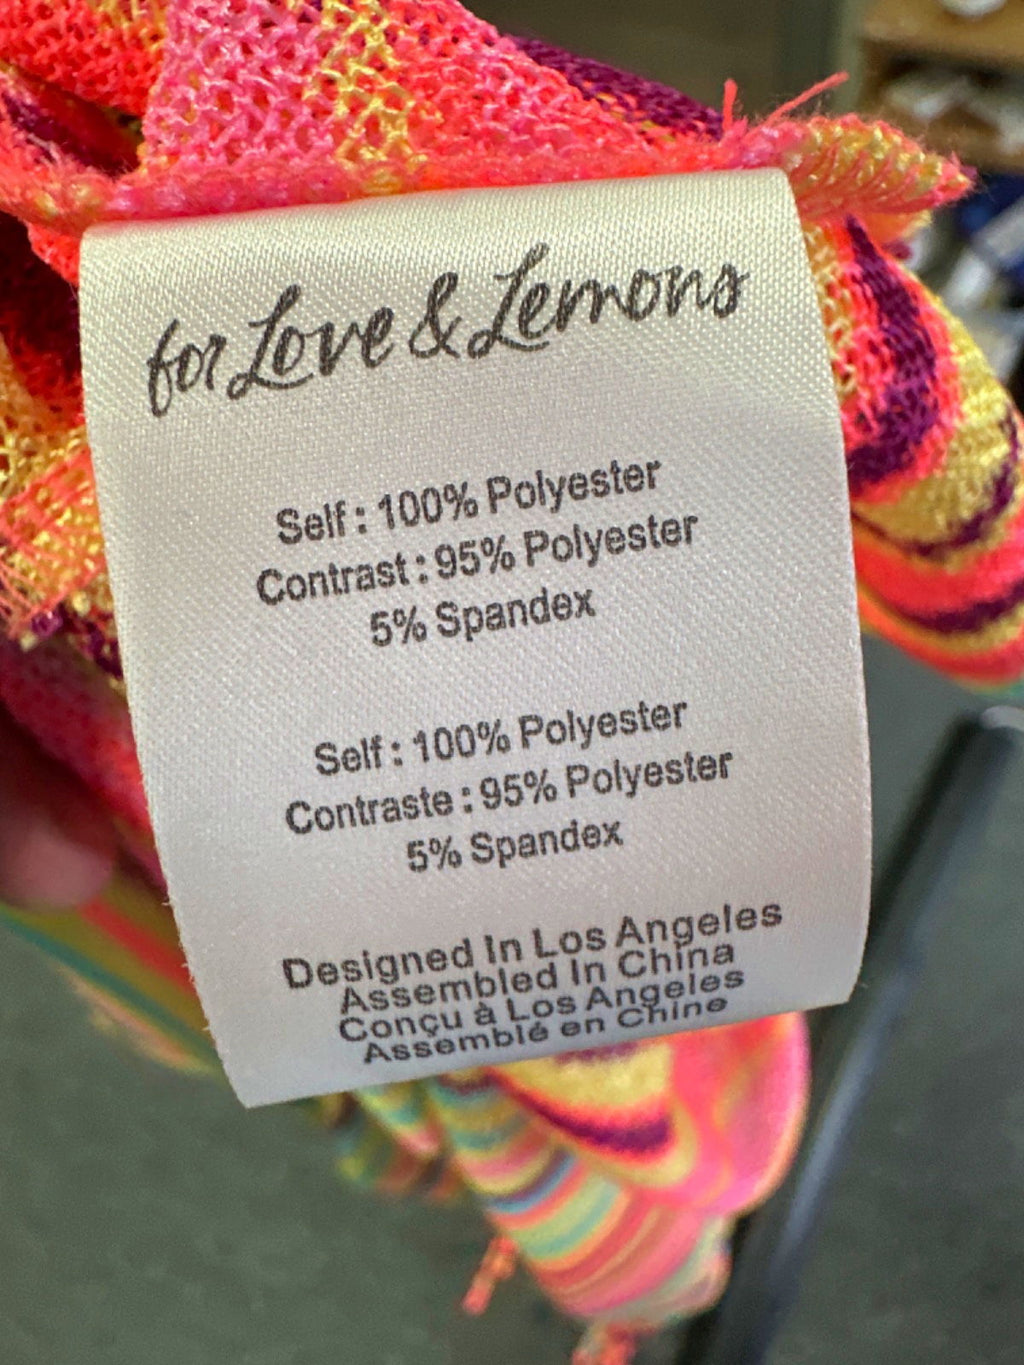 for Love & Lemons
Self : 100% Polyester
Contrast : 95% Polyester
5% Spandex
Self : 100% Polyester
Contraste : 95% Polyester
5% Spandex
Designed In Los Angeles
Assembled In China
Conçu à Los Angeles
Assemblé en Chine